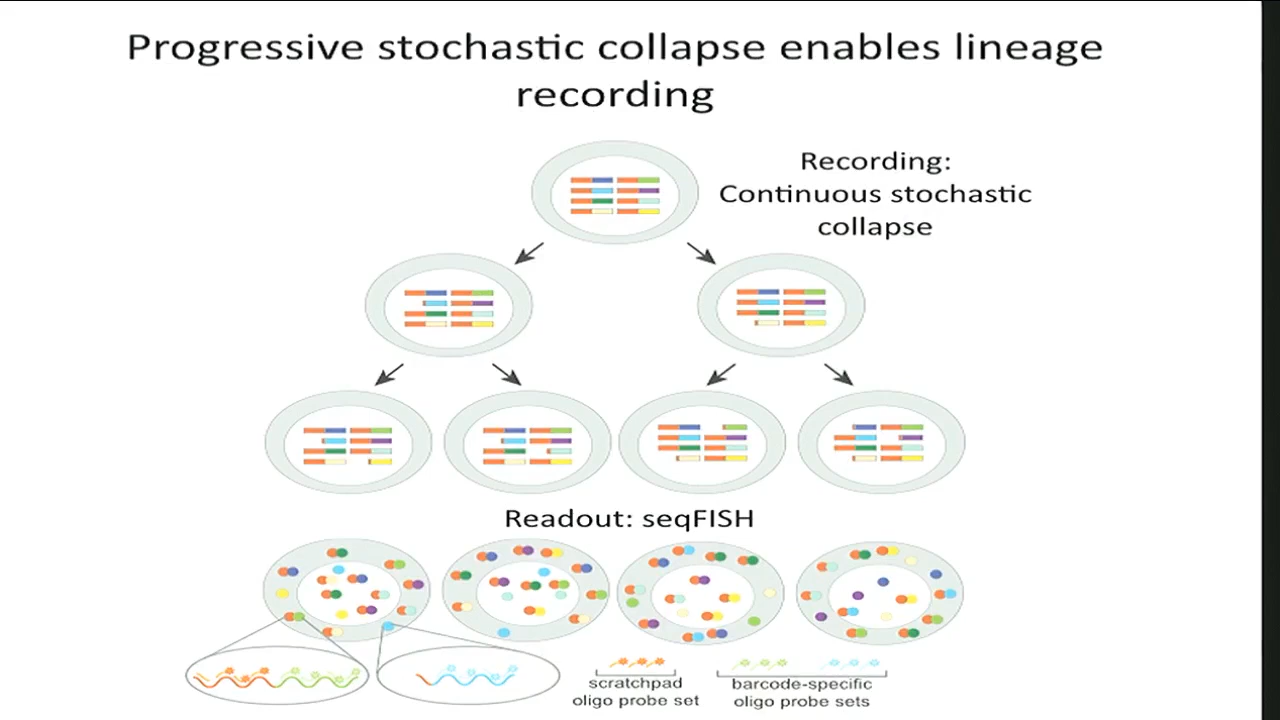 Progressive stochastic collapse enables lineage
recording
Recording:
Continuous stochastic
collapse
Readout: seqFISH
scratchpad
oligo probe set
barcode-specific
oligo probe sets